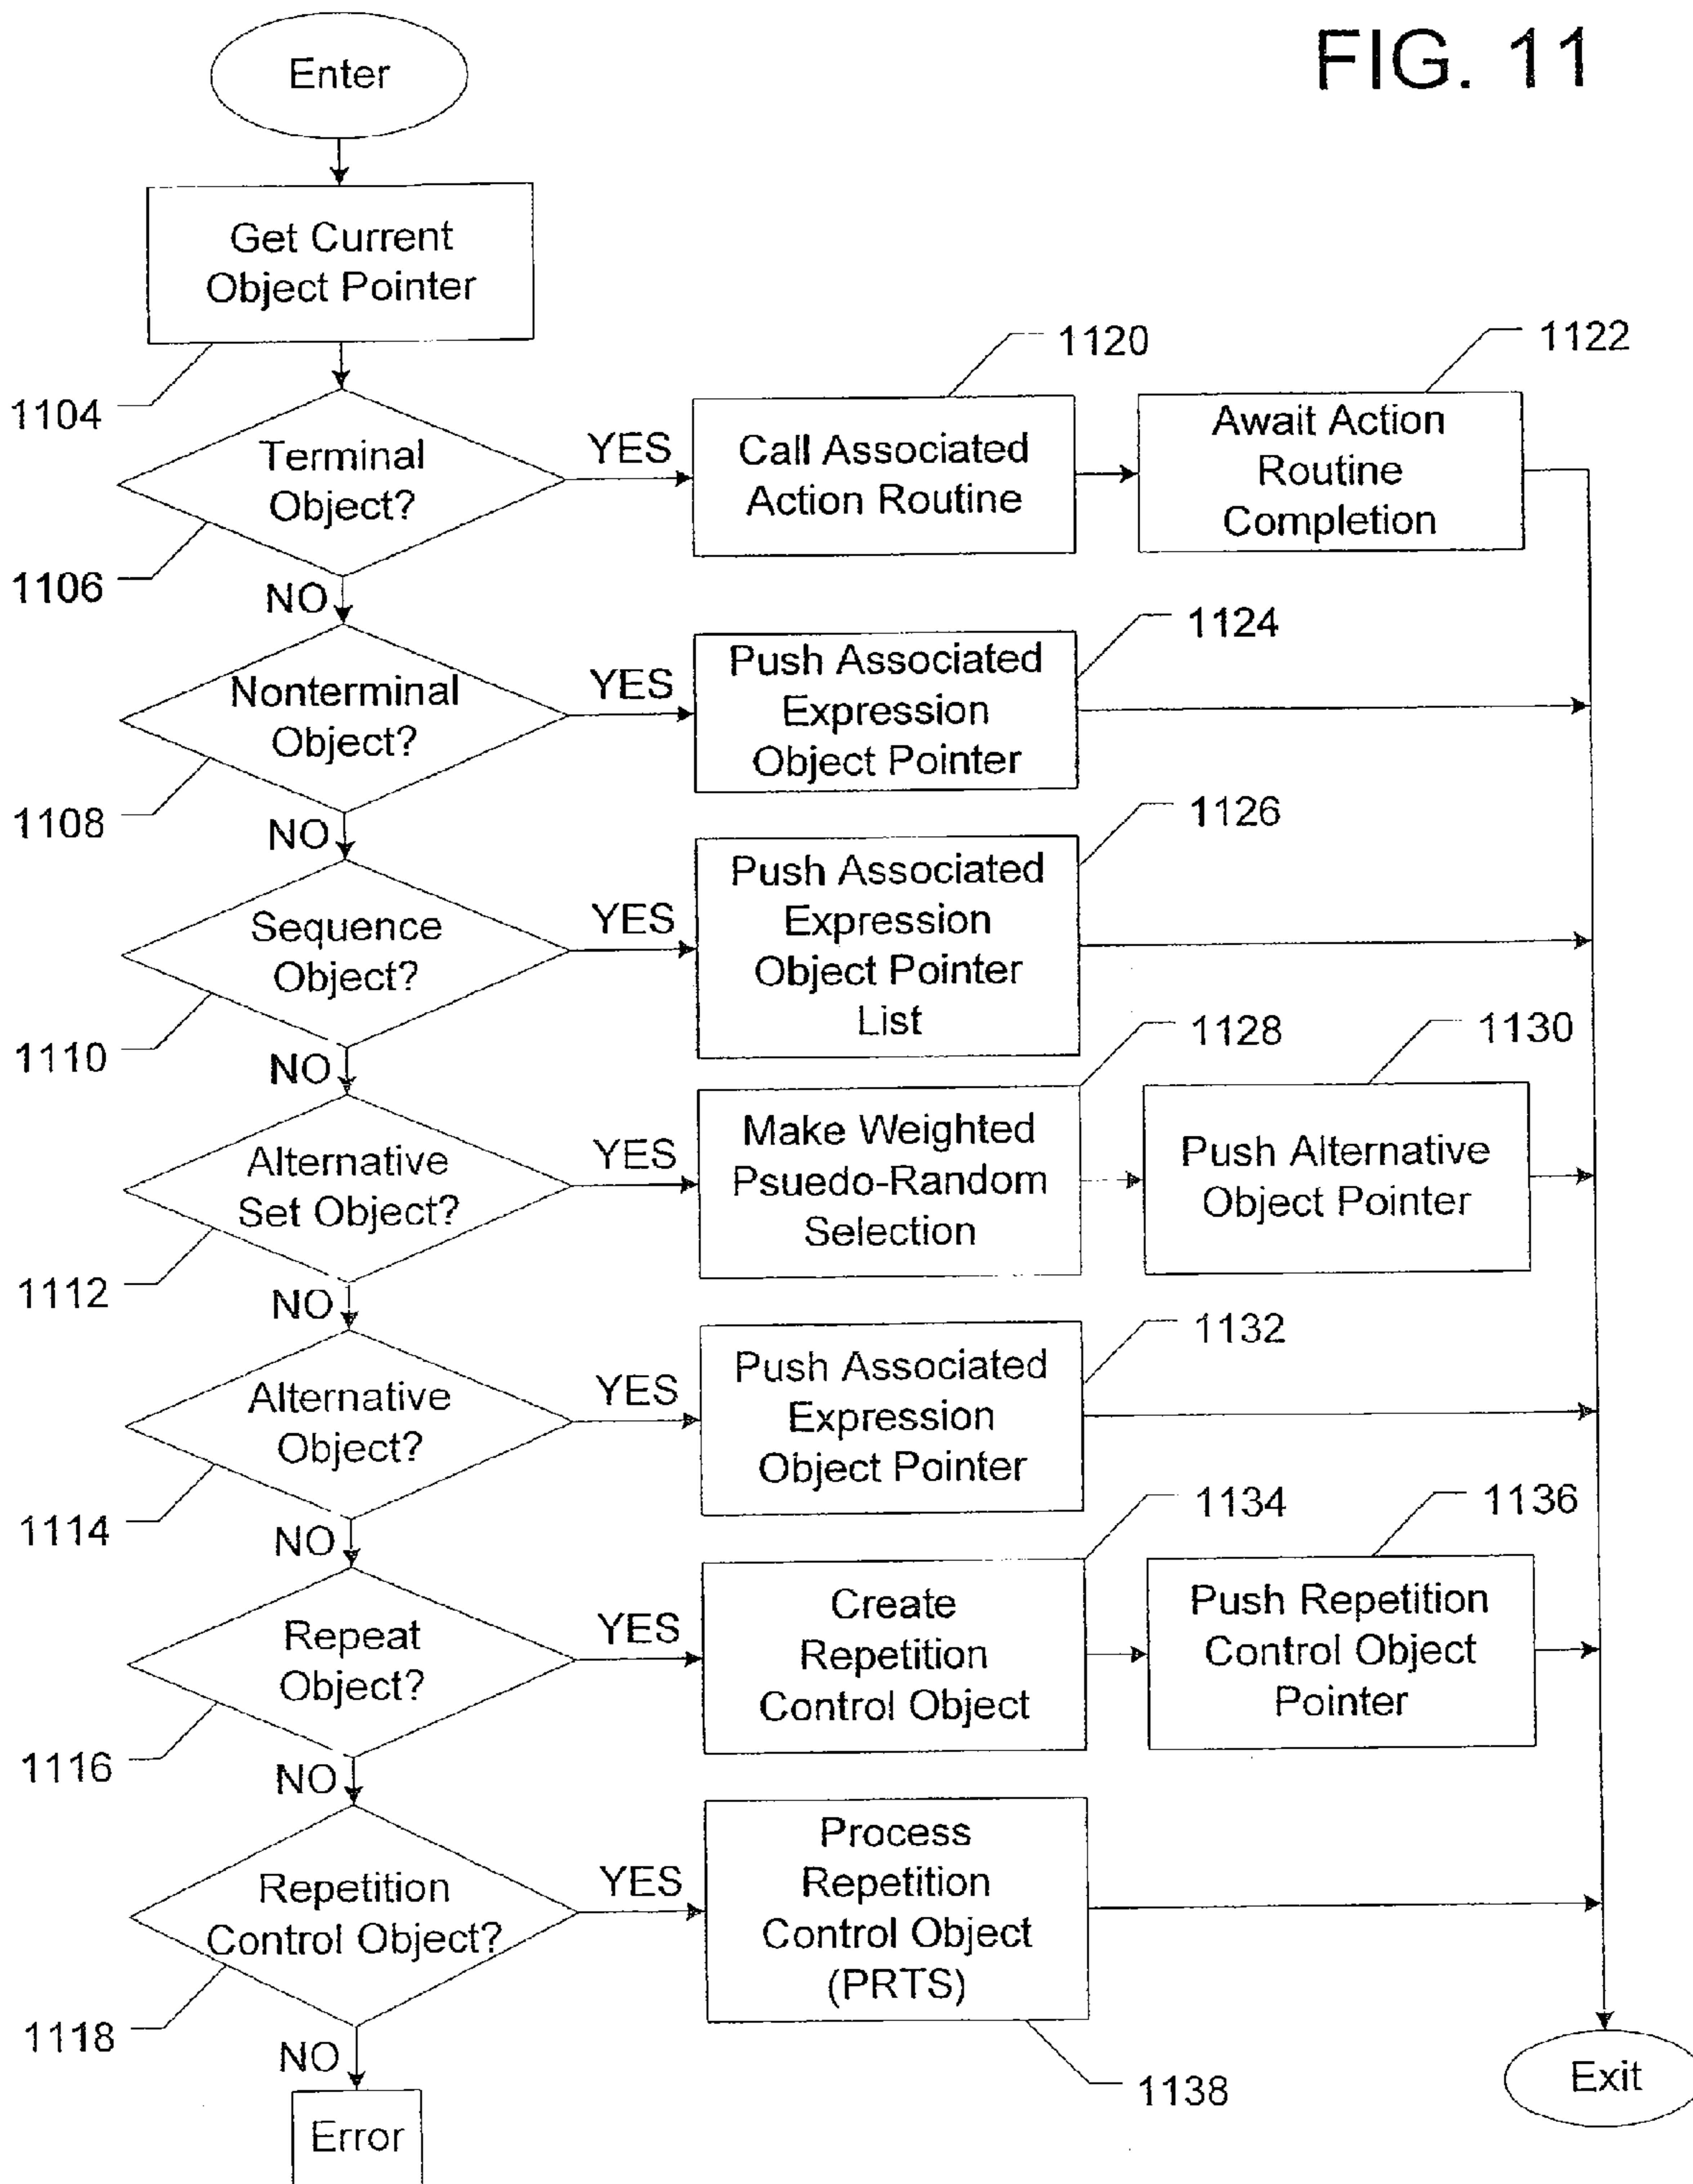 FIG. 11
Enter
Get Current
Object Pointer
1104
Terminal
Object?
1106
YES
Call Associated
Action Routine
1120
Await Action
Routine
Completion
1122
NO
Nonterminal
Object?
1108
YES
Push Associated
Expression
Object Pointer
1124
NO
Sequence
Object?
1110
YES
Push Associated
Expression
Object Pointer
List
1126
NO
Alternative
Set Object?
1112
YES
Make Weighted
Psuedo-Random
Selection
1128
Push Alternative
Object Pointer
1130
NO
Alternative
Object?
1114
YES
Push Associated
Expression
Object Pointer
1132
NO
Repeat
Object?
1116
YES
Create
Repetition
Control Object
1134
Push Repetition
Control Object
Pointer
1136
NO
Repetition
Control Object?
1118
YES
Process
Repetition
Control Object
(PRTS)
1138
NO
Error
Exit